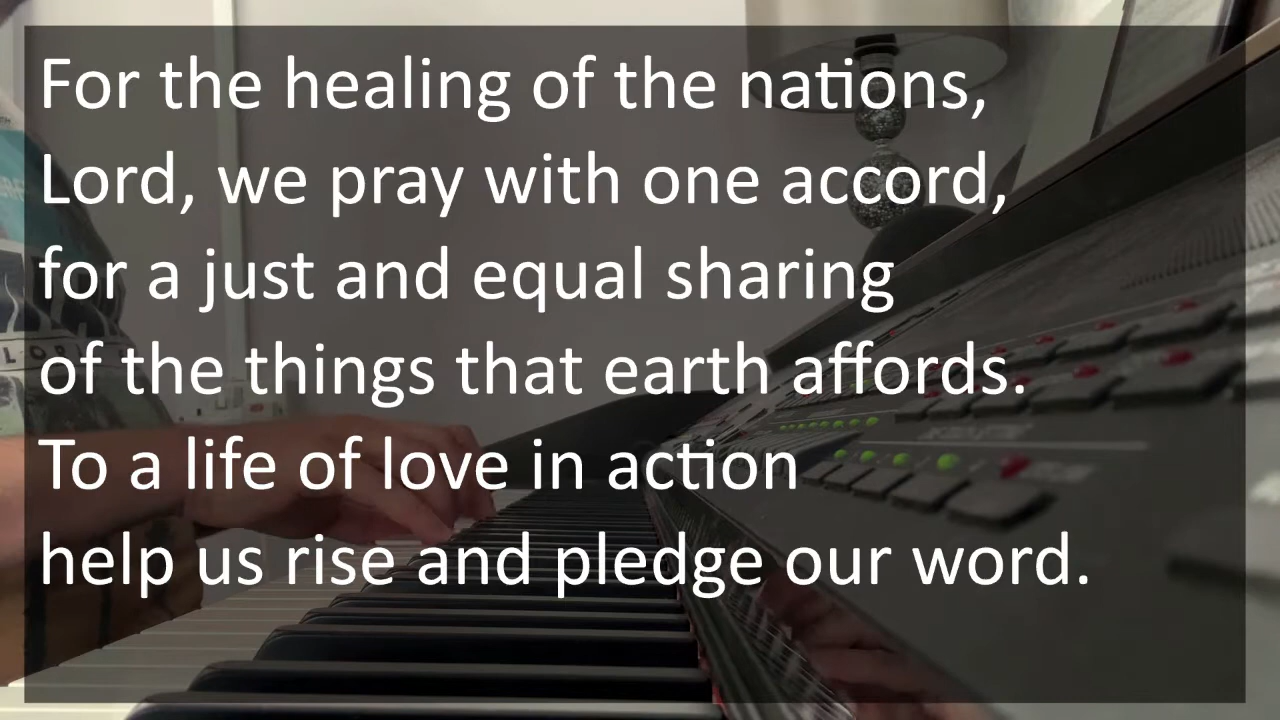 For the healing of the nations,
Lord, we pray with one accord,
for a just and equal sharing
of the things that earth affords.
To a life of love in action
help us rise and pledge our word.